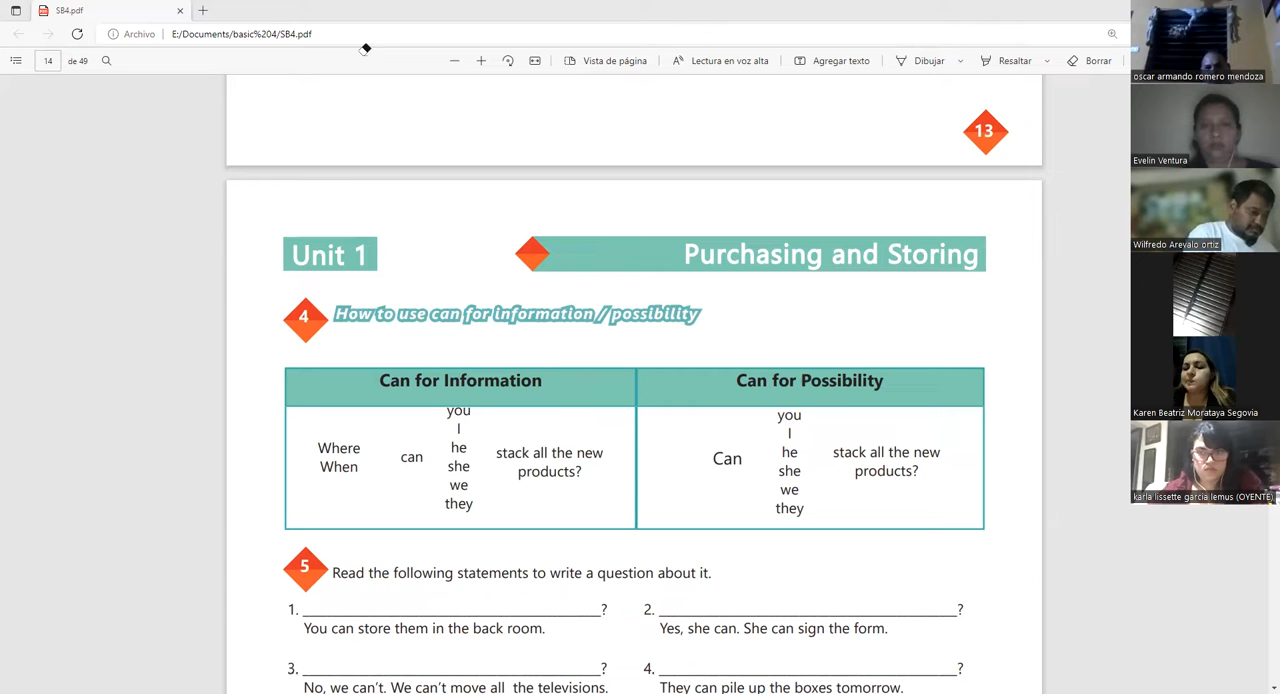 SB4.pdf
Archivo E:/Documents/basic%204/SB4.pdf
14 de 49 Vista de página Lectura en voz alta Agregar texto Dibujar Resaltar Borrar
13
Unit 1 Purchasing and Storing
4 How to use can for information / possibility
Can for Information
Where
When
can
you
I
he
she
we
they
stack all the new
products?
Can for Possibility
Can
you
I
he
she
we
they
stack all the new
products?
5 Read the following statements to write a question about it.
1. ______________________________________?
You can store them in the back room.
2. ______________________________________?
Yes, she can. She can sign the form.
3. ______________________________________?
No, we can't. We can't move all the televisions.
4. ______________________________________?
They can pile up the boxes tomorrow.
oscar armando romero mendoza
Evelin Ventura
Wilfredo Arevalo ortiz
Karen Beatriz Morataya Segovia
karla lissette garcia lemus (OYENTE)